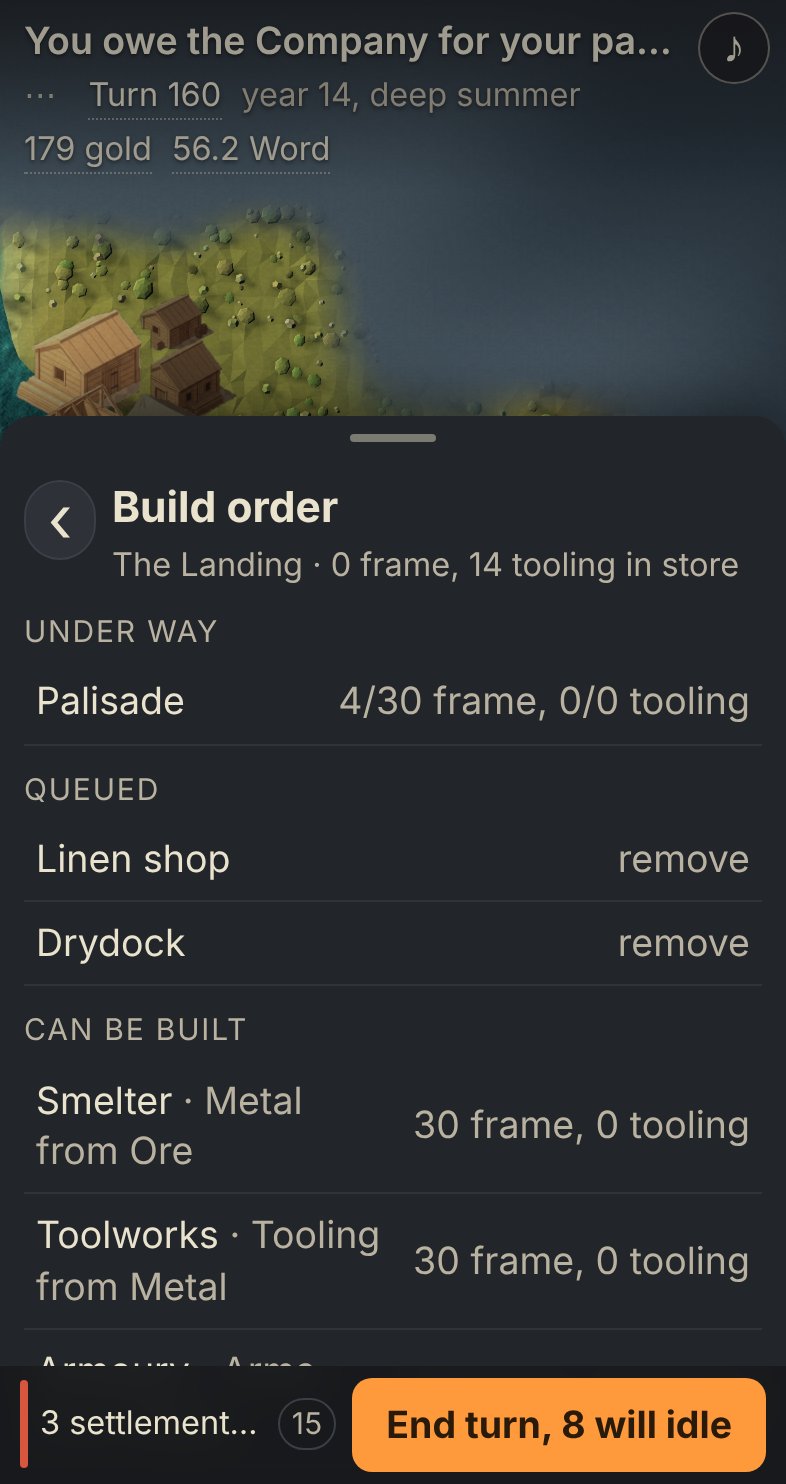 You owe the Company for your pa...
... Turn 160 year 14, deep summer
179 gold 56.2 Word
Build order
The Landing · 0 frame, 14 tooling in store
UNDER WAY
Palisade 4/30 frame, 0/0 tooling
QUEUED
Linen shop remove
Drydock remove
CAN BE BUILT
Smelter · Metal
from Ore
30 frame, 0 tooling
Toolworks · Tooling
from Metal
30 frame, 0 tooling
3 settlement... 15 End turn, 8 will idle